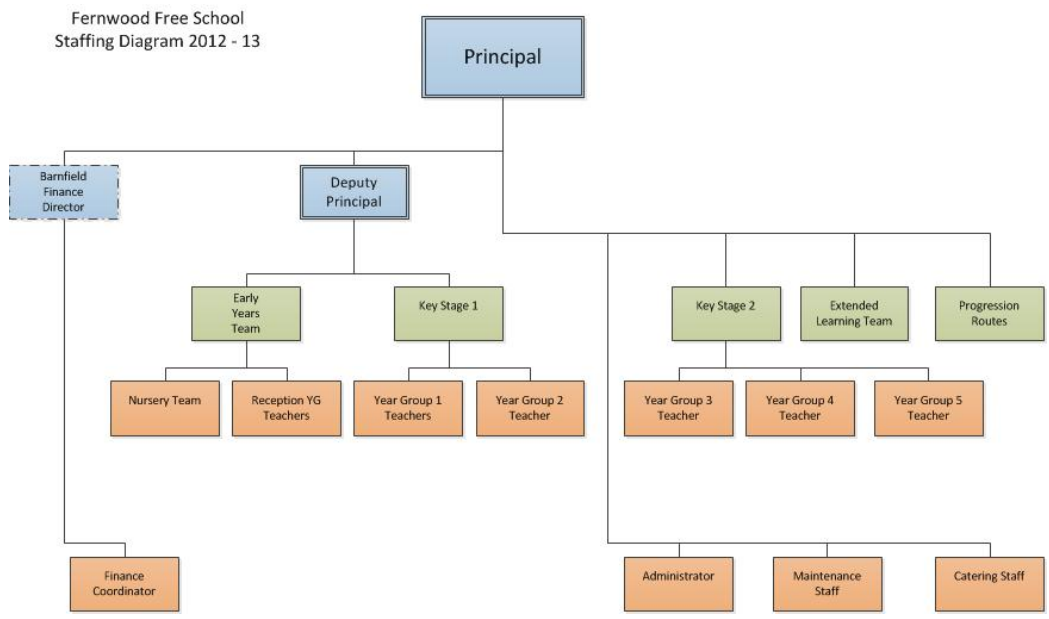 Fernwood Free School
Staffing Diagram 2012 - 13
Principal
Barnfield
Finance
Director
Deputy
Principal
Early
Years
Team
Key Stage 1
Key Stage 2
Extended
Learning Team
Progression
Routes
Nursery Team
Reception YG
Teachers
Year Group 1
Teachers
Year Group 2
Teacher
Year Group 3
Teacher
Year Group 4
Teacher
Year Group 5
Teacher
Finance
Coordinator
Administrator
Maintenance
Staff
Catering Staff